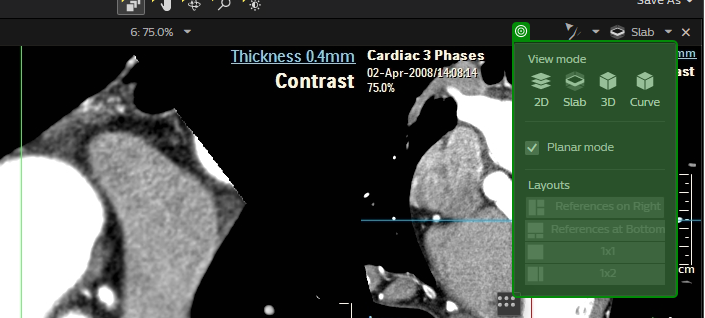 Save As
6: 75.0%
Slab
Thickness 0.4mm
Contrast
Cardiac 3 Phases
02-Apr-2008/14:08:14
75.0%
mm
ast
View mode
2D Slab 3D Curve
Planar mode
Layouts
References on Right
References at Bottom
1x1
1x2
cm